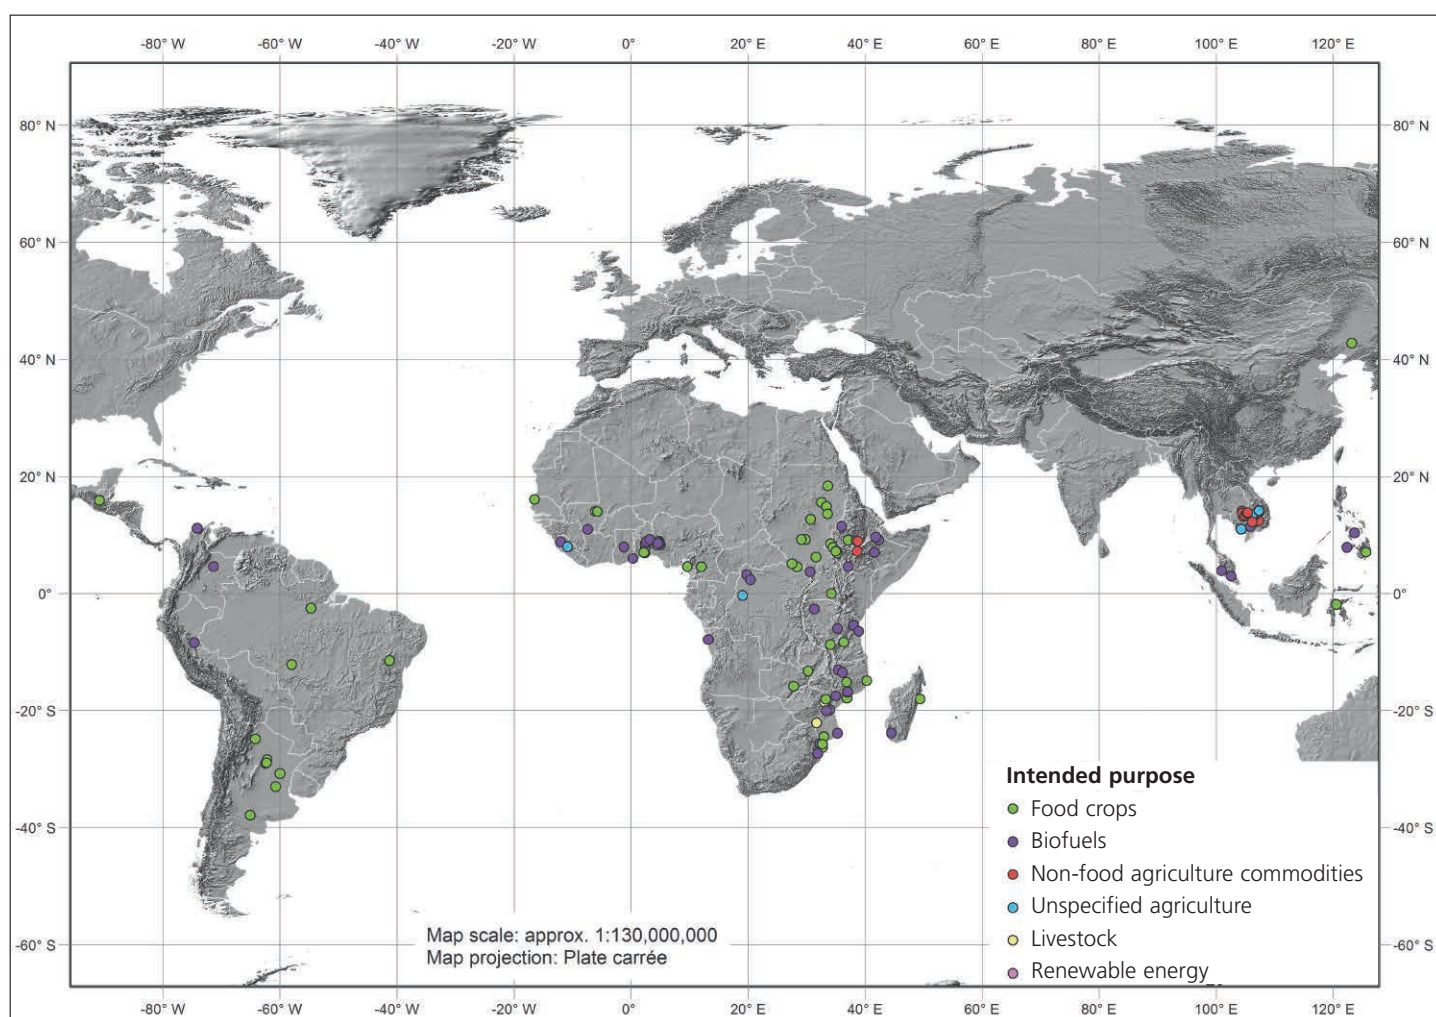 -80° W -60° W -40° W -20° W 0° 20° E 40° E 60° E 80° E 100° E 120° E
80° N 80° N
60° N 60° N
40° N 40° N
20° N 20° N
0° 0°
-20° S -20° S
Intended purpose
Food crops
-40° S -40° S
Biofuels
Non-food agriculture commodities
Unspecified agriculture
Map scale: approx. 1:130,000,000
Livestock
-60° S -60° S
Map projection: Plate carrée
Renewable energy
-80° W -60° W -40° W -20° W 0° 20° E 40° E 60° E 80° E 100° E 120° E